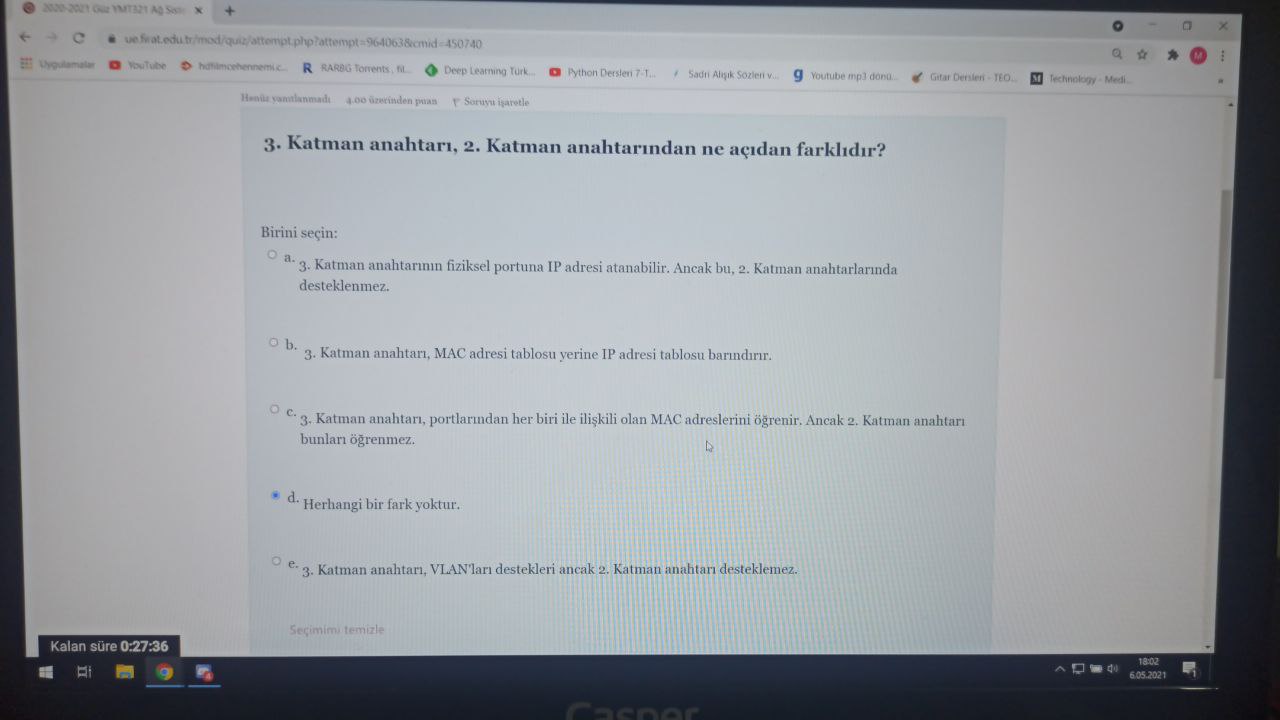 2020-2021 Güz YMT321 Ağ Siste
ue.firat.edu.tr/mod/quiz/attempt.php?attempt=964063&cmid=450740
M
Uygulamalar YouTube hdfilmcehennemi.c... RARBG Torrents , fil... Deep Learning Türk... Python Dersleri 7-T... Sadri Alışık Sözleri v... Youtube mp3 dönü... Gitar Dersleri - TEO... Technology - Medi...
Henüz yanıtlanmadı 4.00 üzerinden puan Soruyu işaretle
3. Katman anahtarı, 2. Katman anahtarından ne açıdan farklıdır?
Birini seçin:
a. 3. Katman anahtarının fiziksel portuna IP adresi atanabilir. Ancak bu, 2. Katman anahtarlarında
desteklenmez.
b. 3. Katman anahtarı, MAC adresi tablosu yerine IP adresi tablosu barındırır.
c. 3. Katman anahtarı, portlarından her biri ile ilişkili olan MAC adreslerini öğrenir. Ancak 2. Katman anahtarı
bunları öğrenmez.
d. Herhangi bir fark yoktur.
e. 3. Katman anahtarı, VLAN'ları destekleri ancak 2. Katman anahtarı desteklemez.
Seçimimi temizle
Kalan süre 0:27:36
18:02
6.05.2021
Casper